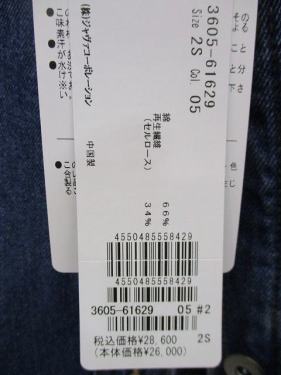 3605-61629
Size 2S Col 05
綿 66%
再生繊維
(セルロース) 34%
(株)ジャヴァコーポレーション
中国製
4550485558429
4550485558429
3605-61629 05 #2
税込価格¥28,600 2S
(本体価格¥26,000)